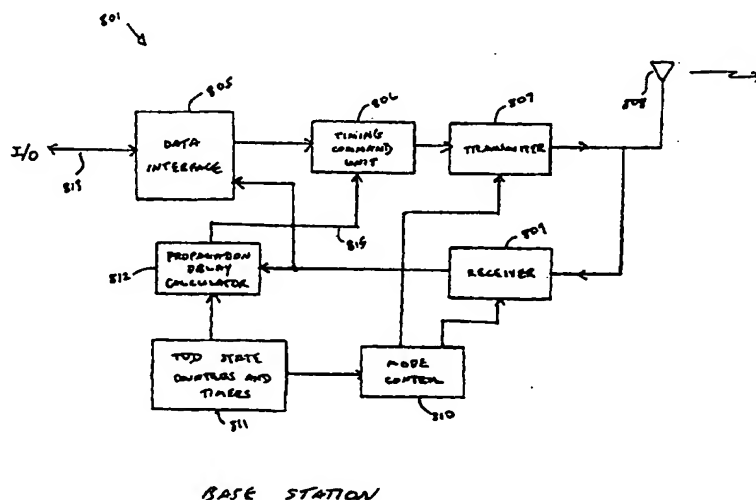 801
805
DATA
INTERFACE
I/O
813
806
TIMING
COMMAND
UNIT
807
TRANSMITTER
808
815
809
RECEIVER
812
PROPAGATION
DELAY
CALCULATOR
TDD STATE
COUNTERS AND
TIMERS
811
MODE
CONTROL
810
BASE STATION